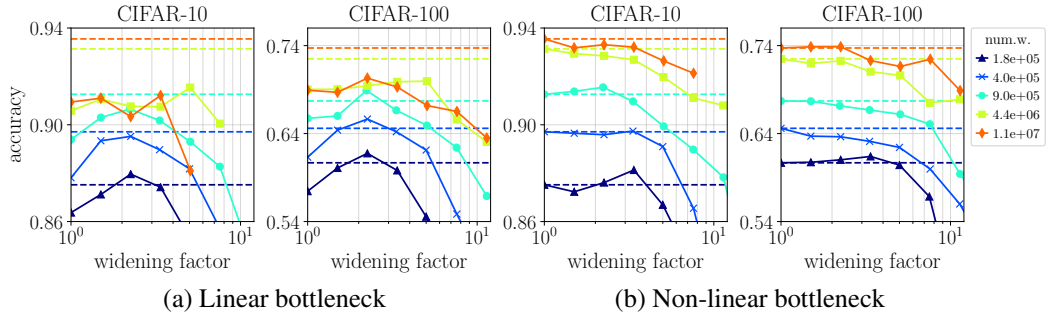 CIFAR-10
CIFAR-100
CIFAR-10
CIFAR-100
accuracy
0.94
0.90
0.86
10^0
10^1
widening factor
0.74
0.64
0.54
10^0
10^1
widening factor
0.94
0.90
0.86
10^0
10^1
widening factor
0.74
0.64
0.54
10^0
10^1
widening factor
num.w.
1.8e+05
4.0e+05
9.0e+05
4.4e+06
1.1e+07
(a) Linear bottleneck
(b) Non-linear bottleneck